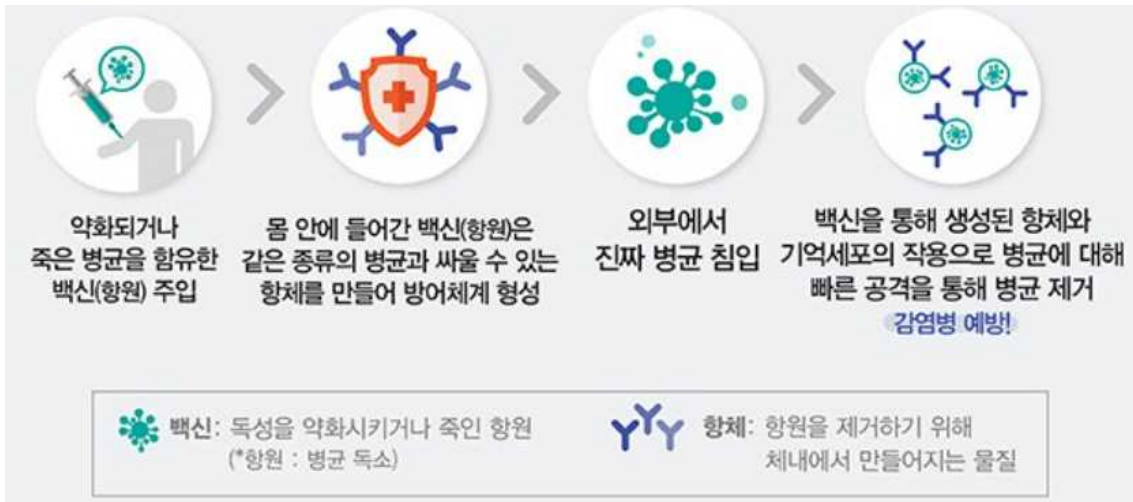 약화되거나
죽은 병균을 함유한
백신(항원) 주입
몸 안에 들어간 백신(항원)은
같은 종류의 병균과 싸울 수 있는
항체를 만들어 방어체계 형성
외부에서
진짜 병균 침입
백신을 통해 생성된 항체와
기억세포의 작용으로 병균에 대해
빠른 공격을 통해 병균 제거
감염병 예방!
백신: 독성을 약화시키거나 죽인 항원
(*항원 : 병균 독소)
항체: 항원을 제거하기 위해
체내에서 만들어지는 물질